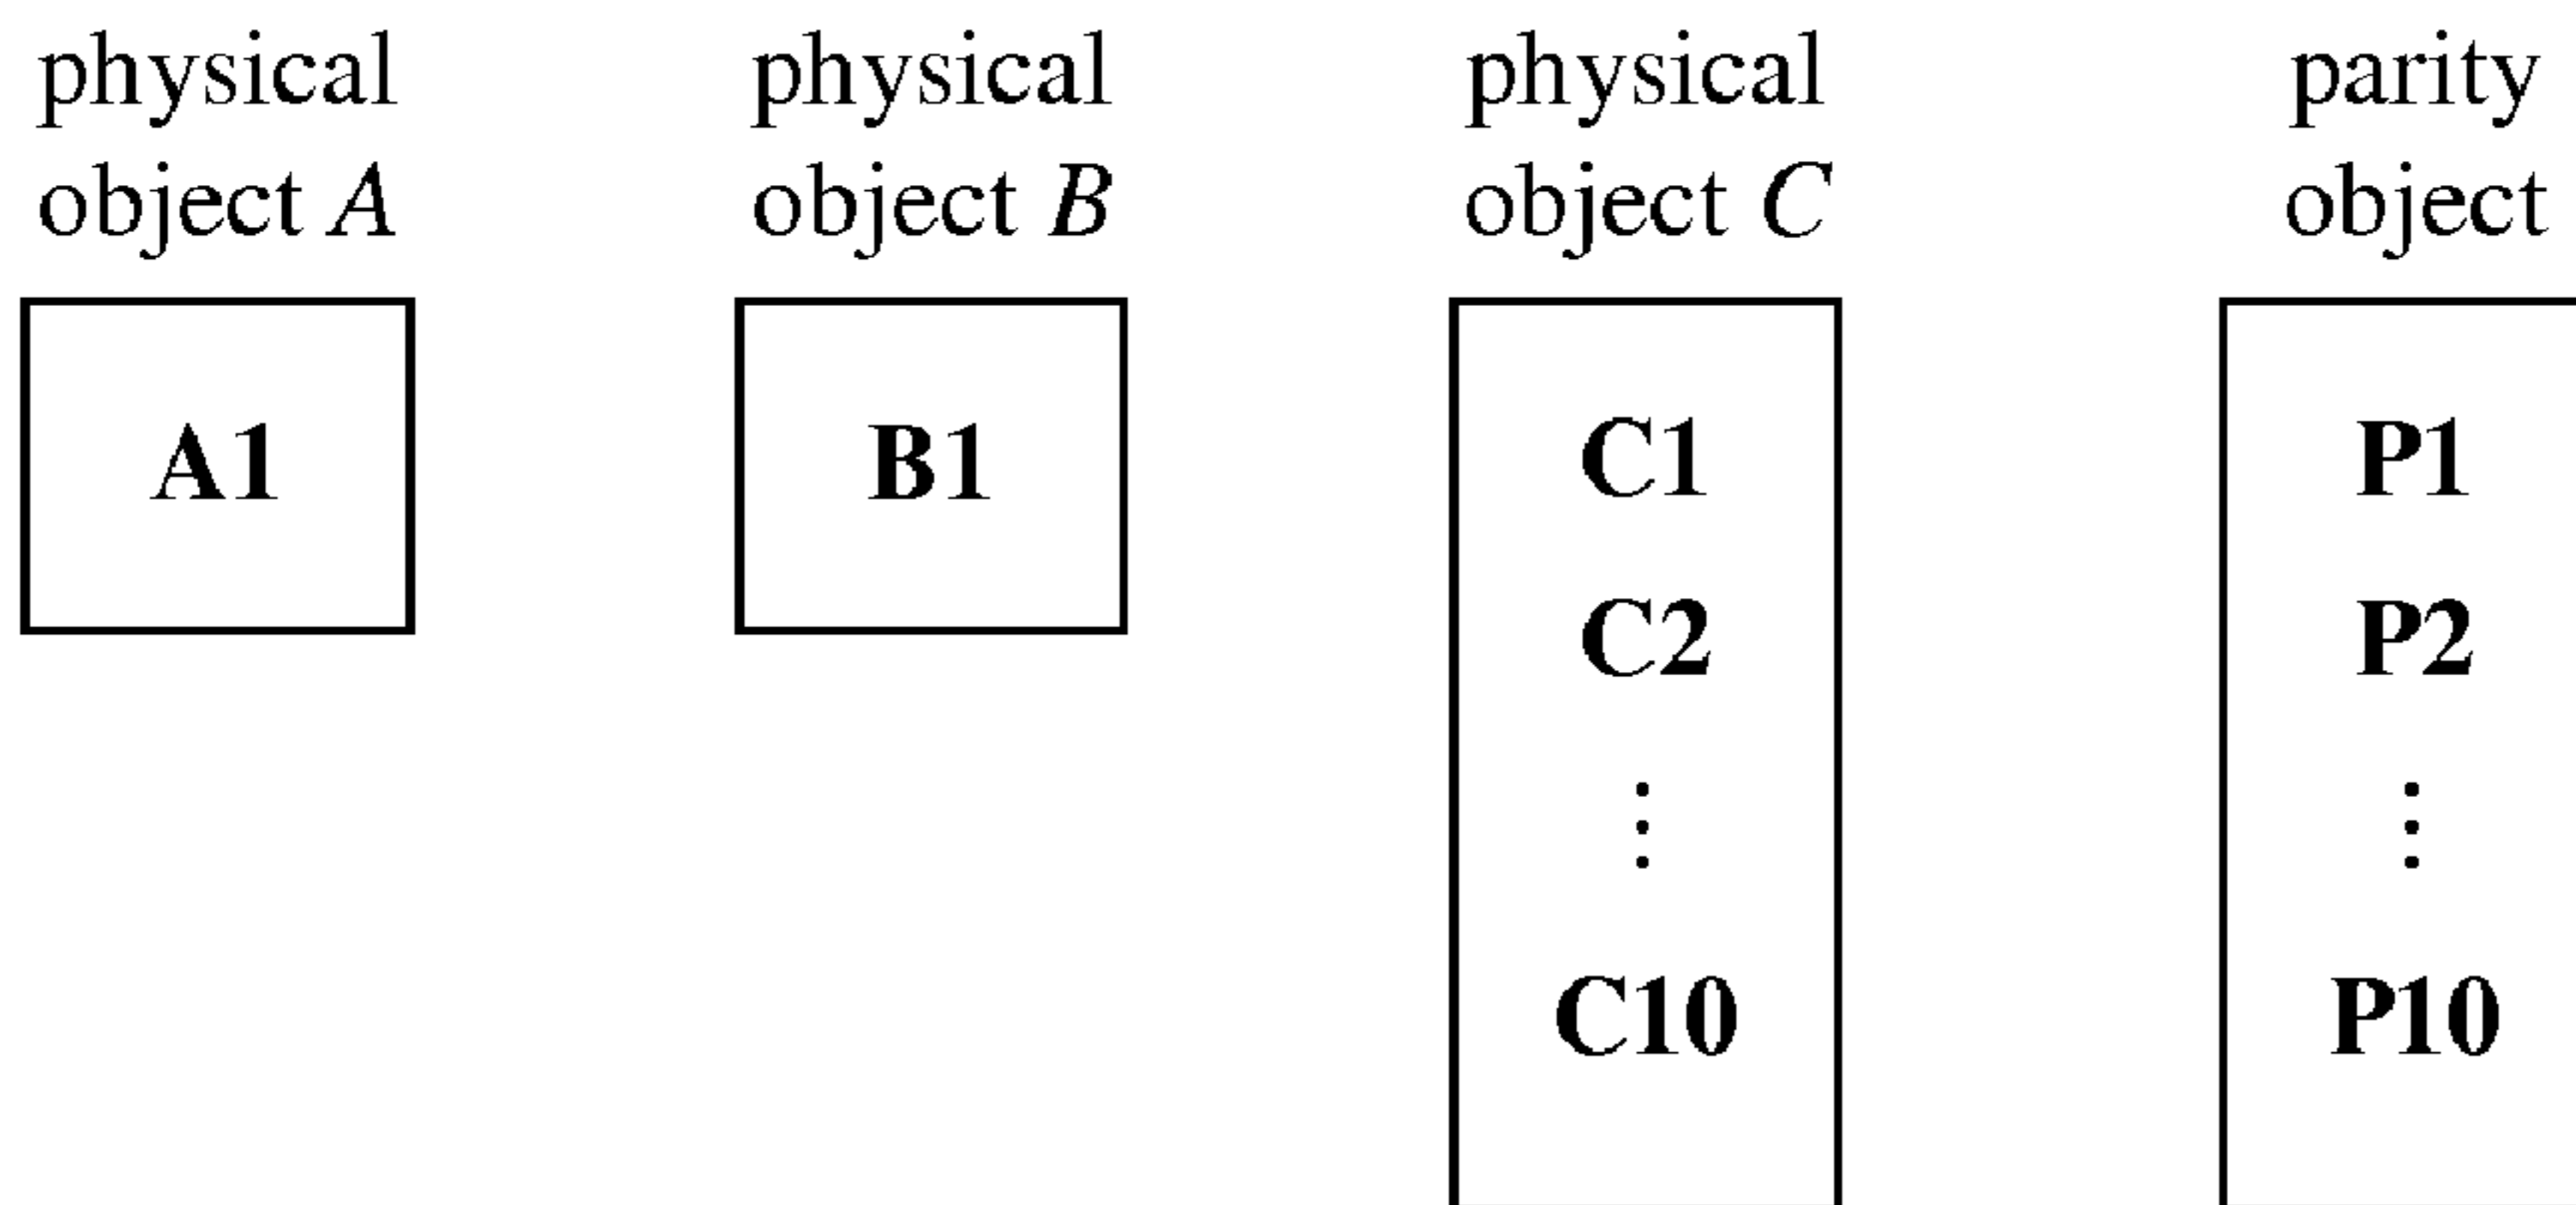 physical
object A
physical
object B
physical
object C
parity
object
A1
B1
C1
C2
⋮
C10
P1
P2
⋮
P10